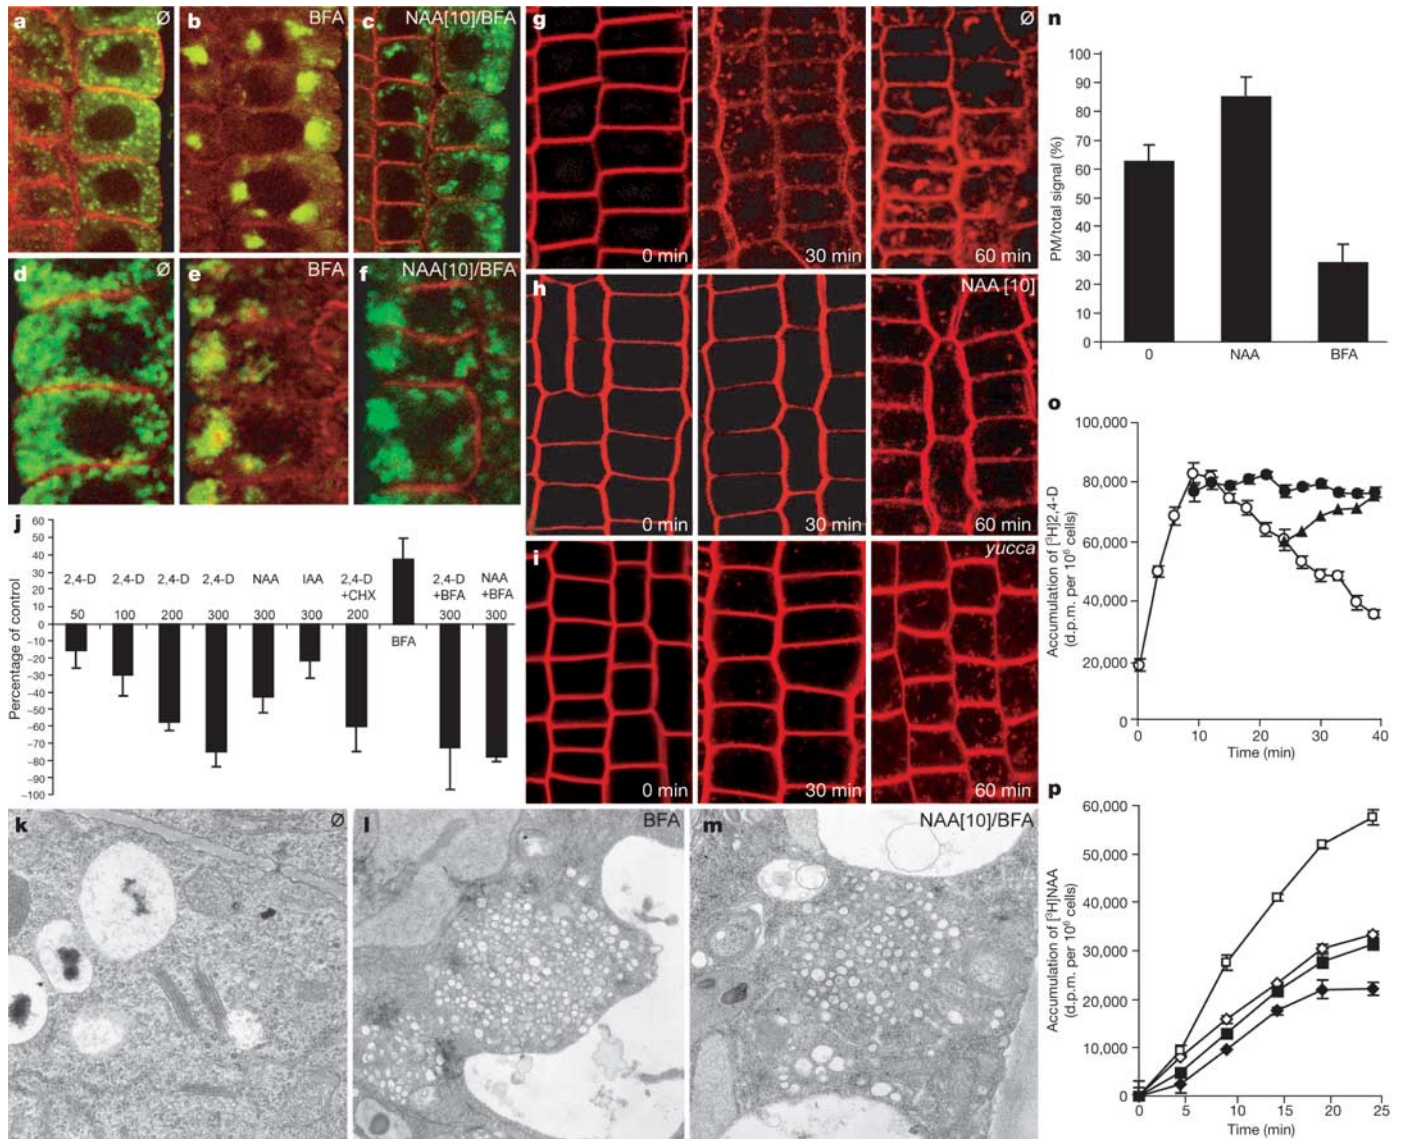 a Ø
b BFA
c NAA[10]/BFA
d Ø
e BFA
f NAA[10]/BFA
g Ø
0 min 30 min 60 min
h NAA [10]
0 min 30 min 60 min
i yucca
0 min 30 min 60 min
j
Percentage of control
60
50
40
30
20
10
0
–10
–20
–30
–40
–50
–60
–70
–80
–90
–100
2,4-D 2,4-D 2,4-D 2,4-D NAA IAA 2,4-D 2,4-D NAA
+CHX +BFA +BFA
50 100 200 300 300 300 200 300 300
BFA
k Ø
l BFA
m NAA[10]/BFA
n
PM/total signal (%)
100
90
80
70
60
50
40
30
20
10
0
0 NAA BFA
o
Accumulation of [³H]2,4-D
(d.p.m. per 10⁶ cells)
100,000
80,000
60,000
40,000
20,000
0
0 10 20 30 40
Time (min)
p
Accumulation of [³H]NAA
(d.p.m. per 10⁶ cells)
60,000
50,000
40,000
30,000
20,000
10,000
0
0 5 10 15 20 25
Time (min)